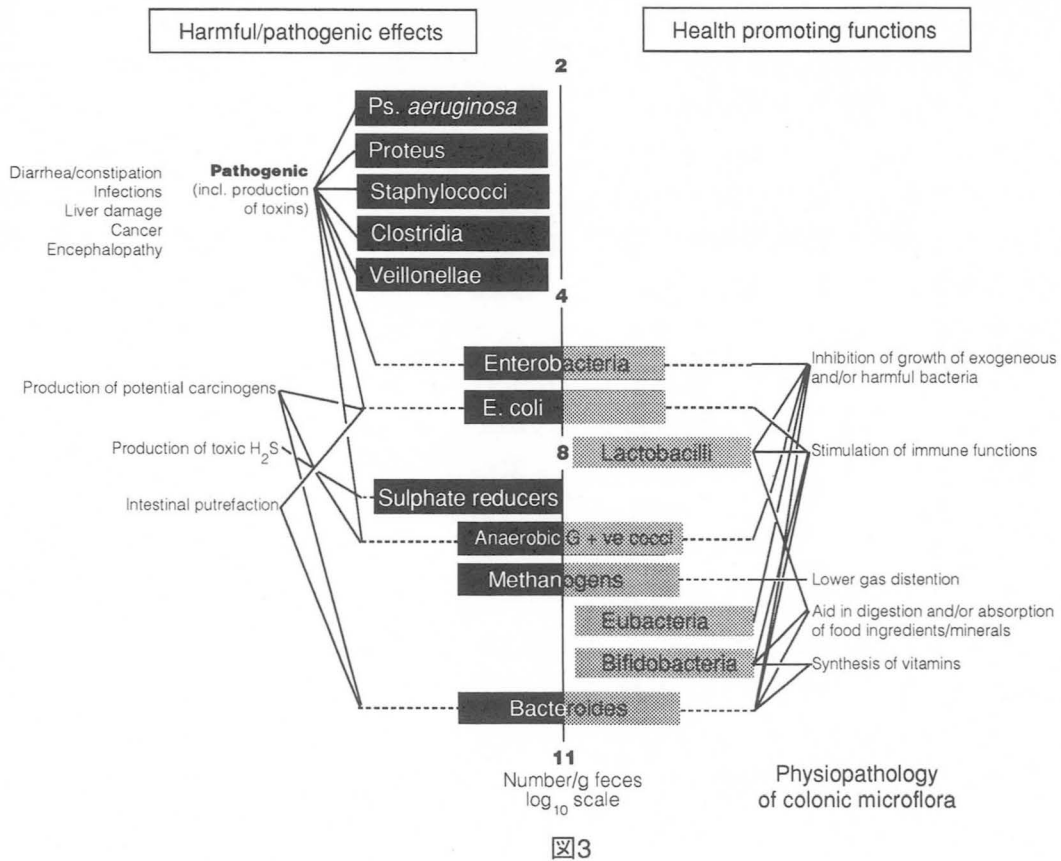 Harmful/pathogenic effects
Health promoting functions
2
Ps. aeruginosa
Proteus
Staphylococci
Clostridia
Veillonellae
Diarrhea/constipation
Infections
Liver damage
Cancer
Encephalopathy
Pathogenic
(incl. production
of toxins)
4
Enterobacteria
E. coli
8
Lactobacilli
Sulphate reducers
Anaerobic G + ve cocci
Methanogens
Eubacteria
Bifidobacteria
Bacteroides
Production of potential carcinogens
Production of toxic H₂S
Intestinal putrefaction
Inhibition of growth of exogeneous
and/or harmful bacteria
Stimulation of immune functions
Lower gas distention
Aid in digestion and/or absorption
of food ingredients/minerals
Synthesis of vitamins
11
Number/g feces
log₁₀ scale
Physiopathology
of colonic microflora
図3